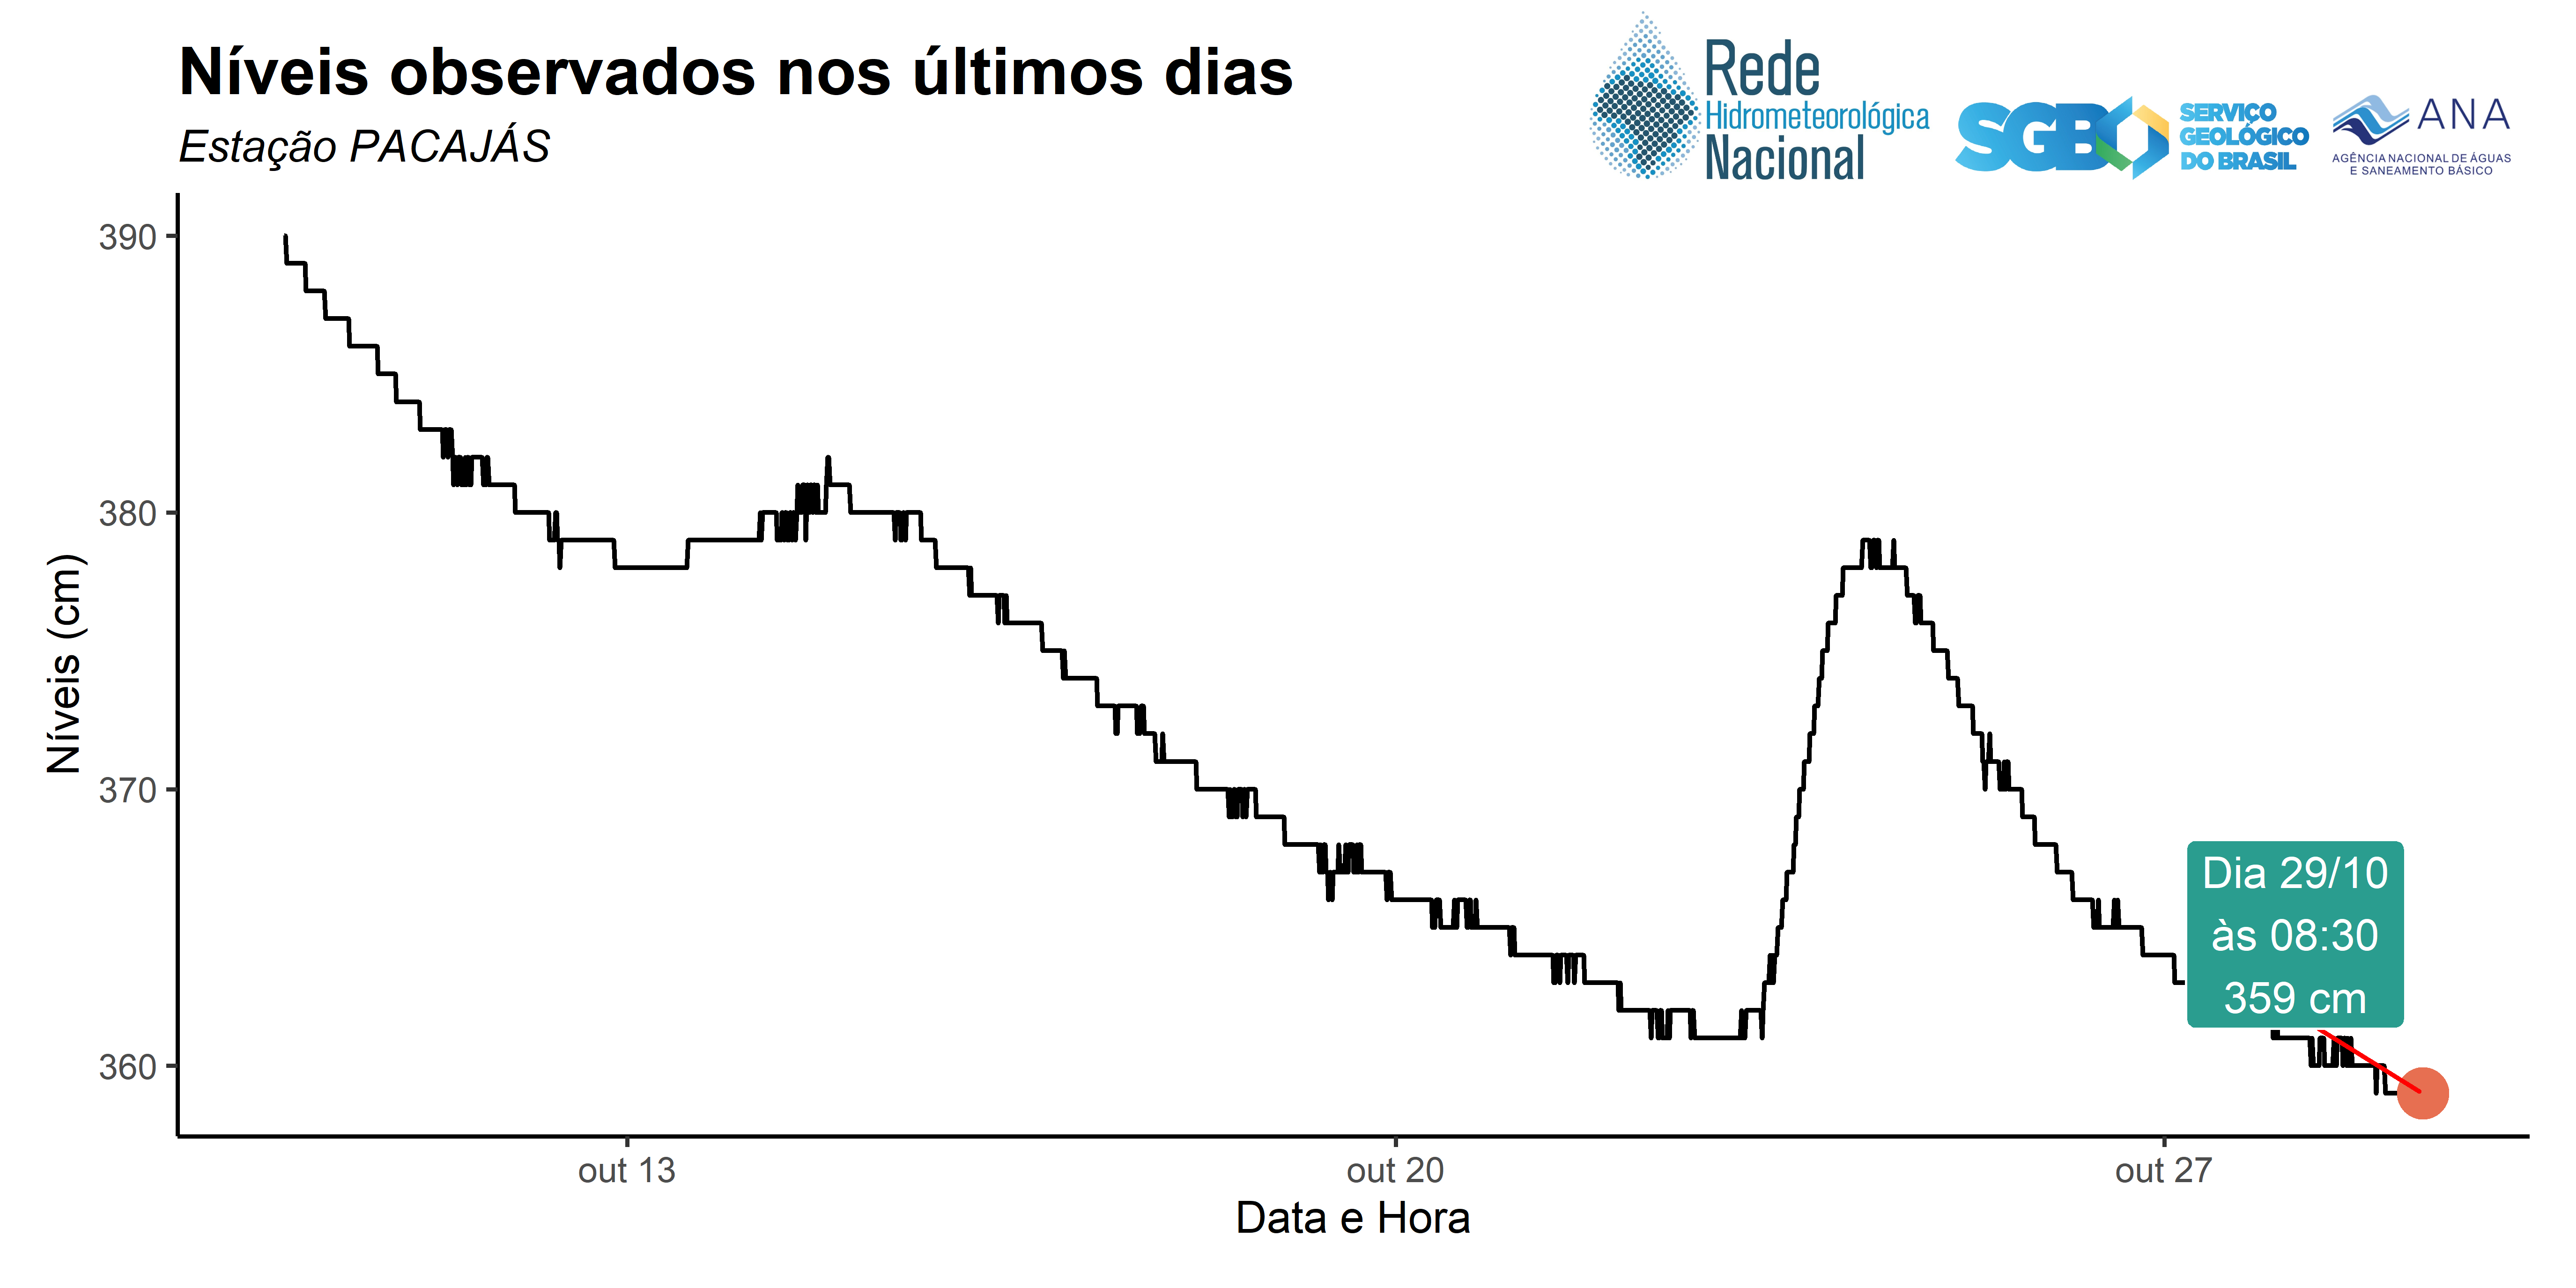 Níveis observados nos últimos dias
Estação PACAJÁS
Rede
Hidrometeorológica
Nacional
SGB
SERVIÇO
GEOLÓGICO
DO BRASIL
ANA
AGÊNCIA NACIONAL DE ÁGUAS
E SANEAMENTO BÁSICO
390
380
370
360
Níveis (cm)
Dia 29/10
às 08:30
359 cm
out 13
out 20
out 27
Data e Hora